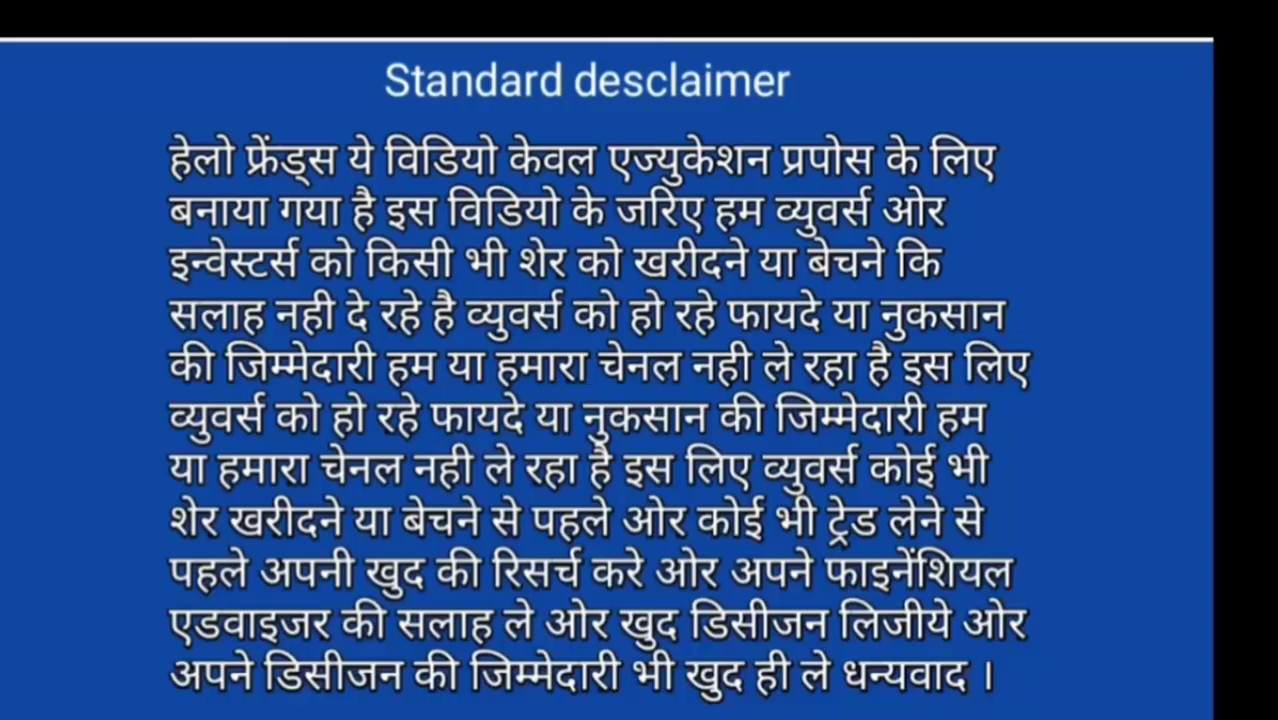 Standard desclaimer
हेलो फ्रेंड्स ये विडियो केवल एज्युकेशन प्रपोस के लिए
बनाया गया है इस विडियो के जरिए हम व्युवर्स ओर
इन्वेस्टर्स को किसी भी शेर को खरीदने या बेचने कि
सलाह नही दे रहे है व्युवर्स को हो रहे फायदे या नुकसान
की जिम्मेदारी हम या हमारा चेनल नही ले रहा है इस लिए
व्युवर्स को हो रहे फायदे या नुकसान की जिम्मेदारी हम
या हमारा चेनल नही ले रहा है इस लिए व्युवर्स कोई भी
शेर खरीदने या बेचने से पहले ओर कोई भी ट्रेड लेने से
पहले अपनी खुद की रिसर्च करे ओर अपने फाइनेंशियल
एडवाइजर की सलाह ले ओर खुद डिसीजन लिजीये ओर
अपने डिसीजन की जिम्मेदारी भी खुद ही ले धन्यवाद ।